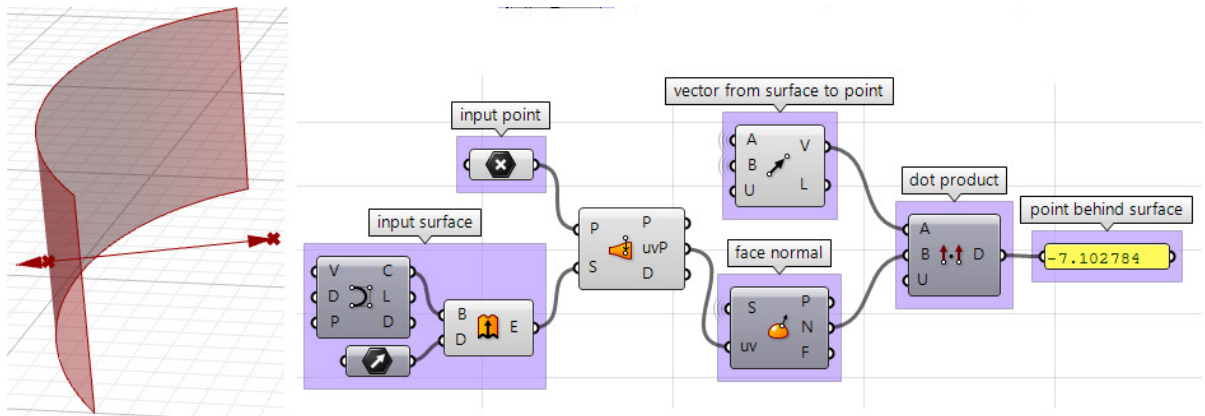 vector from surface to point
input point
A V
B
U L
dot product
point behind surface
A
B D
U
-7.102784
input surface
P P
uvP
S D
face normal
V C
D L
P D
B E
D
S P
N
uv F